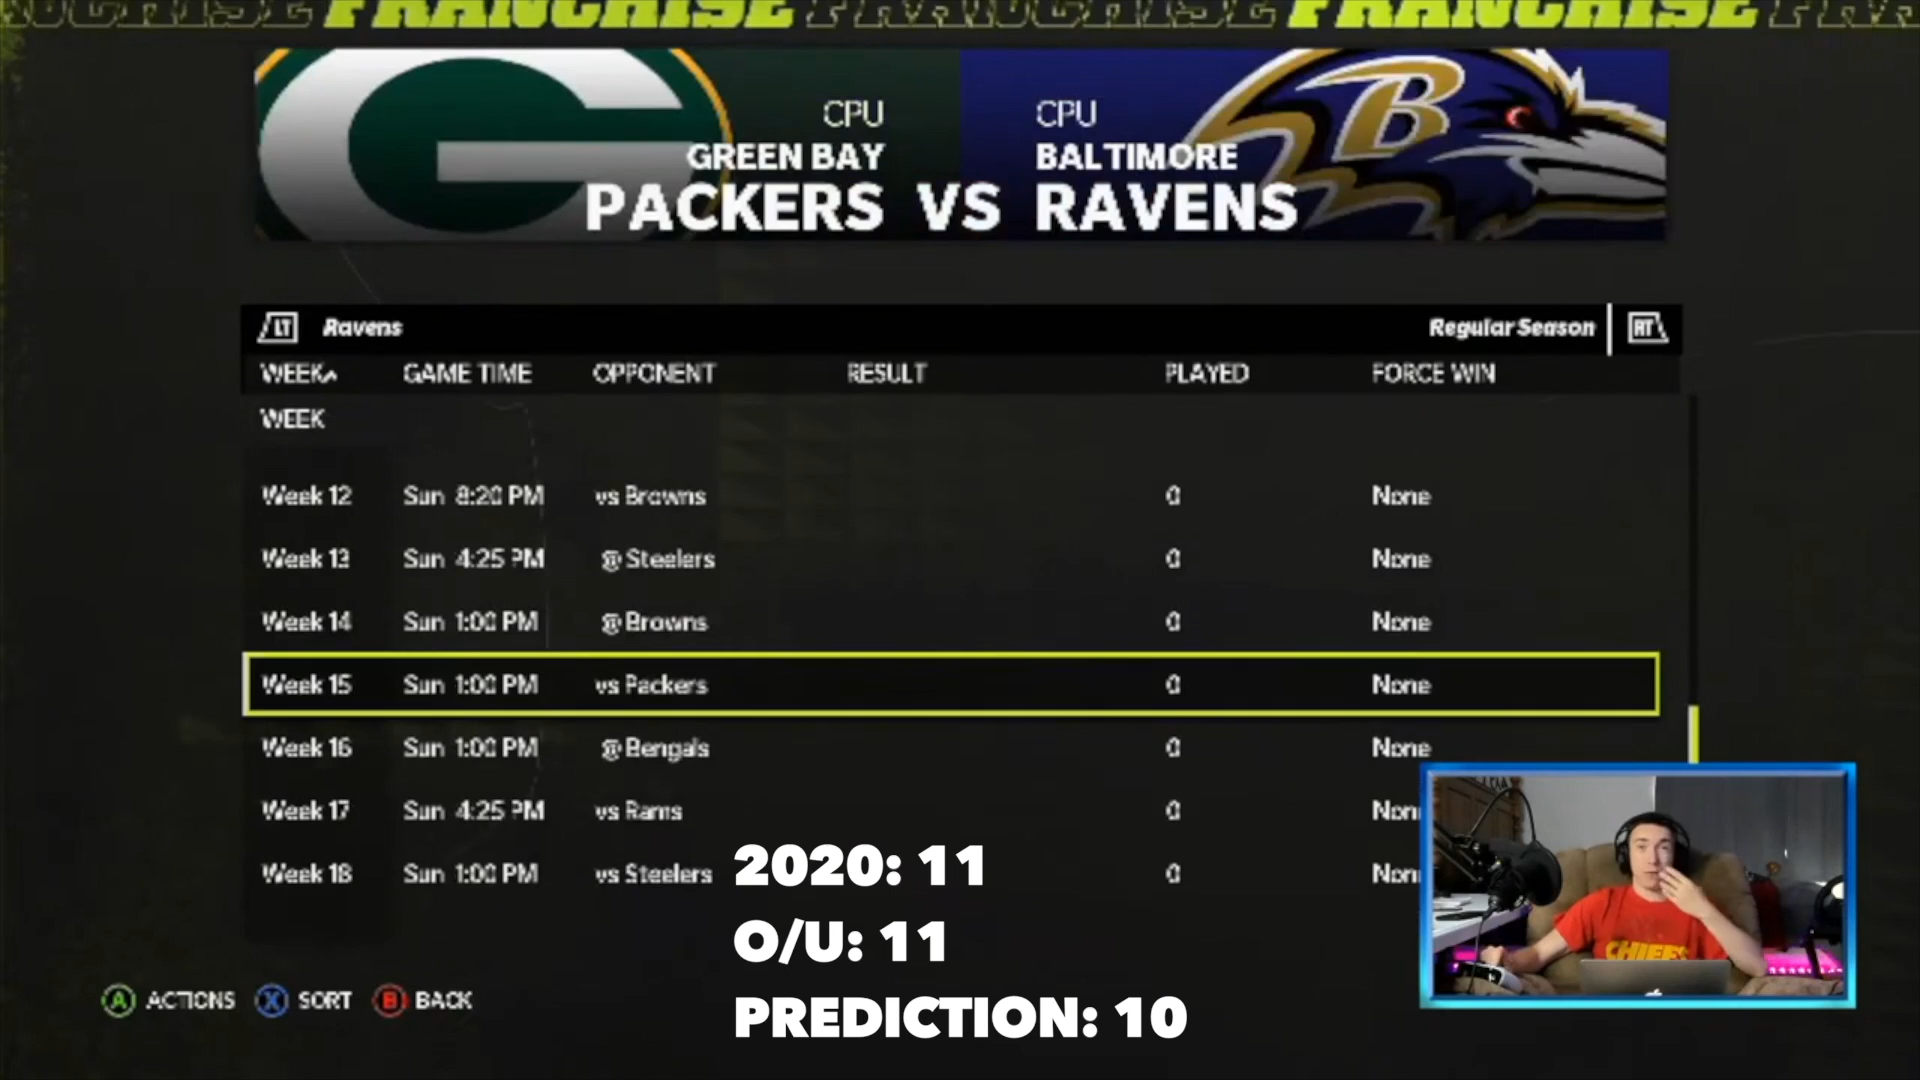 FRANCHISE FRANCHISE FRANCHISE
CPU
GREEN BAY
PACKERS VS
CPU
BALTIMORE
RAVENS
B
LT Ravens Regular Season RT
WEEK GAME TIME OPPONENT RESULT PLAYED FORCE WIN
WEEK
Week 12 Sun 8:20 PM vs Browns 0 None
Week 13 Sun 4:25 PM @ Steelers 0 None
Week 14 Sun 1:00 PM @ Browns 0 None
Week 15 Sun 1:00 PM vs Packers 0 None
Week 16 Sun 1:00 PM @ Bengals 0 None
Week 17 Sun 4:25 PM vs Rams 0 Non
Week 18 Sun 1:00 PM vs Steelers 0 Non
2020: 11
O/U: 11
PREDICTION: 10
CHIEFS
A ACTIONS X SORT B BACK